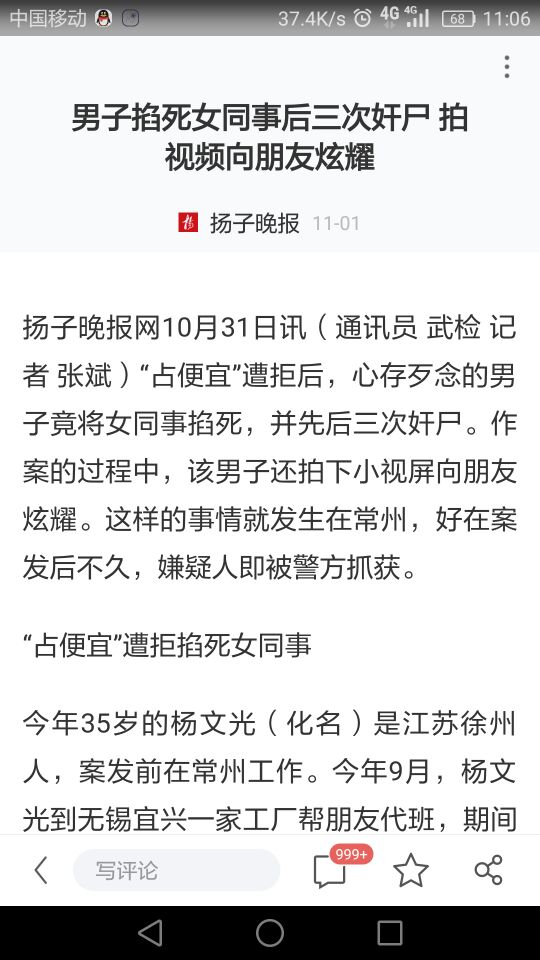 中国移动 37.4K/s 4G 4G 68 11:06
男子掐死女同事后三次奸尸 拍
视频向朋友炫耀
扬 扬子晚报 11-01
扬子晚报网10月31日讯（通讯员 武检 记
者 张斌）“占便宜”遭拒后，心存歹念的男
子竟将女同事掐死，并先后三次奸尸。作
案的过程中，该男子还拍下小视屏向朋友
炫耀。这样的事情就发生在常州，好在案
发后不久，嫌疑人即被警方抓获。
“占便宜”遭拒掐死女同事
今年35岁的杨文光（化名）是江苏徐州
人，案发前在常州工作。今年9月，杨文
光到无锡宜兴一家工厂帮朋友代班，期间
写评论 999+